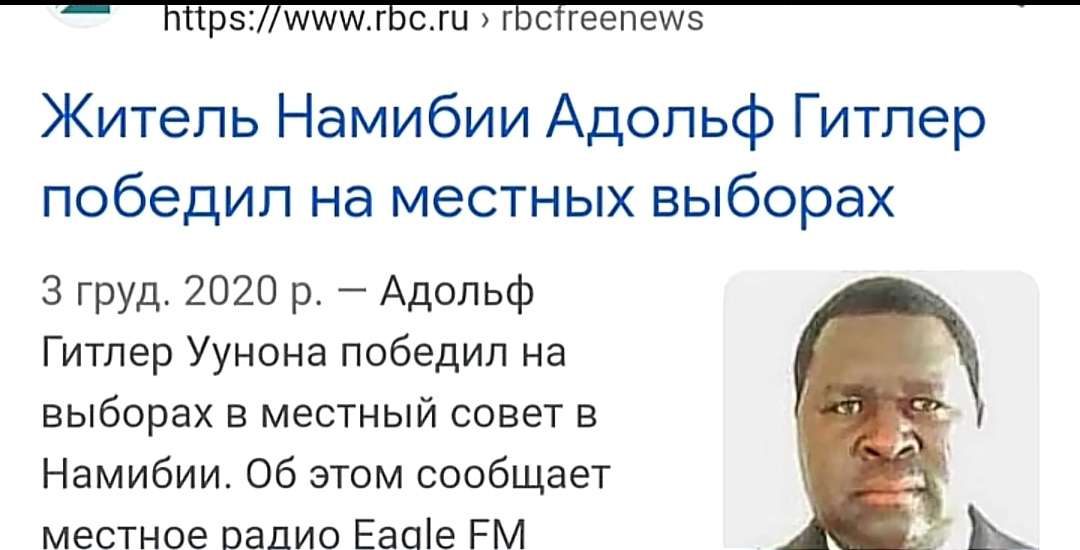 https://www.rbc.ru › rbcfreenews
Житель Намибии Адольф Гитлер
победил на местных выборах
3 груд. 2020 р. — Адольф
Гитлер Уунона победил на
выборах в местный совет в
Намибии. Об этом сообщает
местное радио Eagle FM